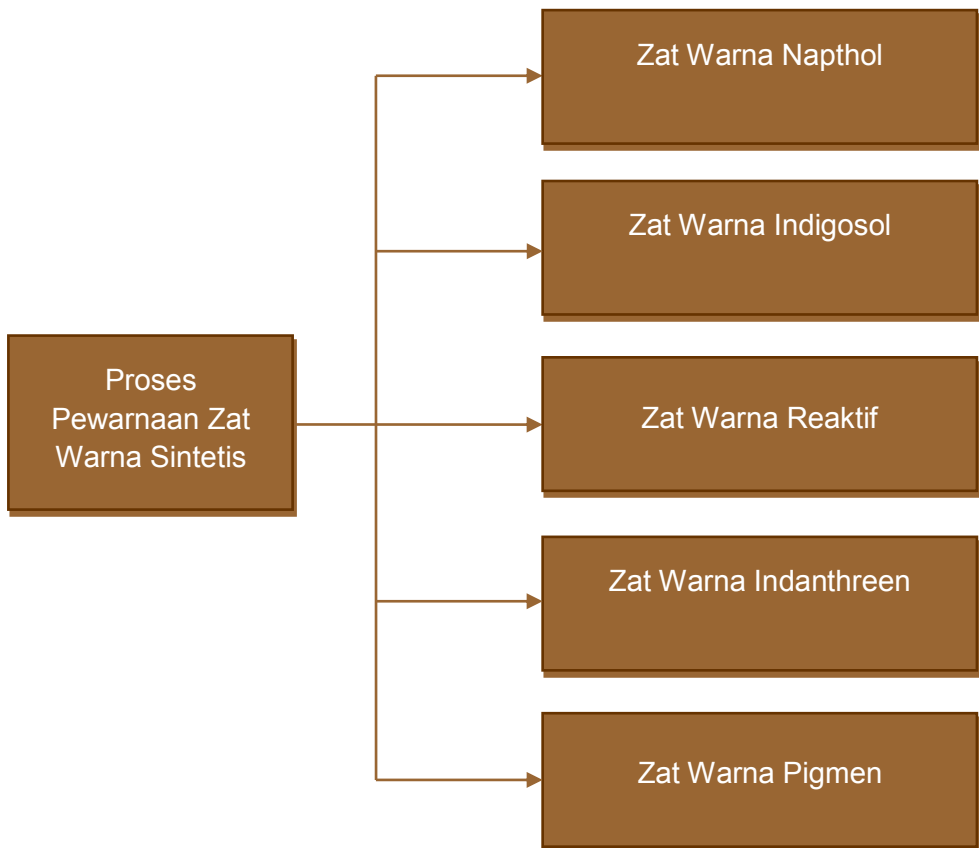 Zat Warna Napthol
Zat Warna Indigosol
Proses
Pewarnaan Zat
Warna Sintetis
Zat Warna Reaktif
Zat Warna Indanthreen
Zat Warna Pigmen